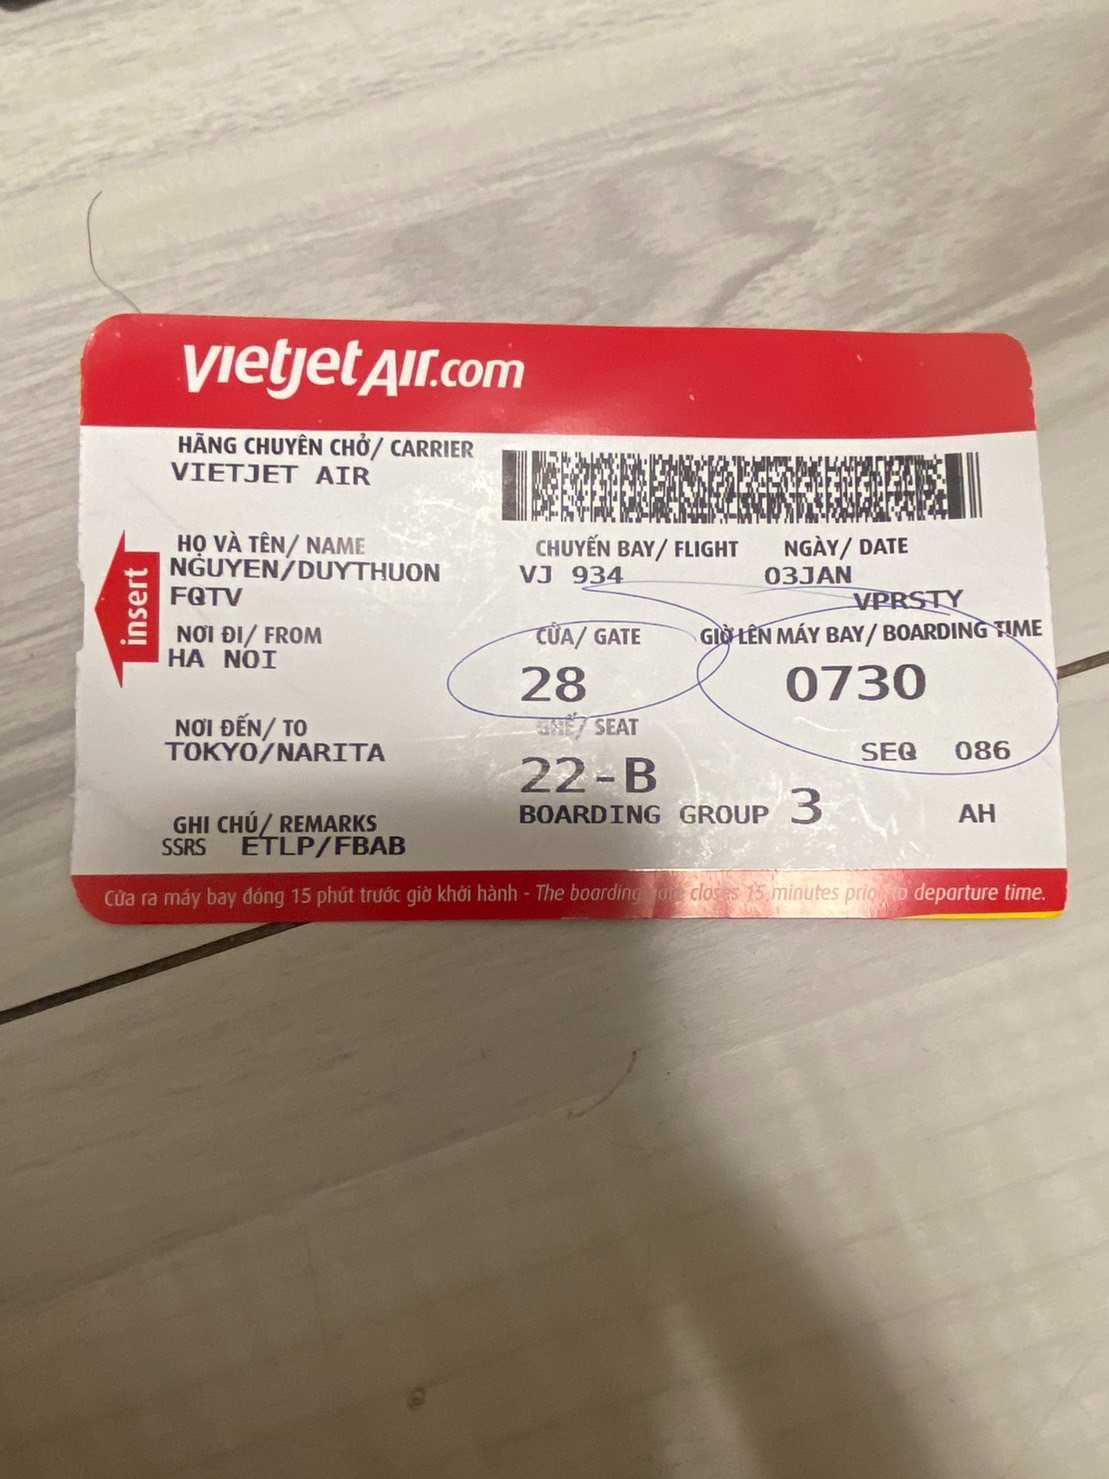 vietjetAir.com
HÃNG CHUYÊN CHỞ/ CARRIER
VIETJET AIR
HỌ VÀ TÊN/ NAME
NGUYEN/DUYTHUON
FQTV
CHUYẾN BAY/ FLIGHT
VJ 934
NGÀY/ DATE
03JAN
VPRSTY
insert
NƠI ĐI/ FROM
HA NOI
CỬA/ GATE
28
GIỜ LÊN MÁY BAY/ BOARDING TIME
0730
NƠI ĐẾN/ TO
TOKYO/NARITA
GHẾ/ SEAT
22-B
SEQ 086
BOARDING GROUP 3 AH
GHI CHÚ/ REMARKS
SSRS ETLP/FBAB
Cửa ra máy bay đóng 15 phút trước giờ khởi hành - The boarding gate closes 15 minutes prior to departure time.